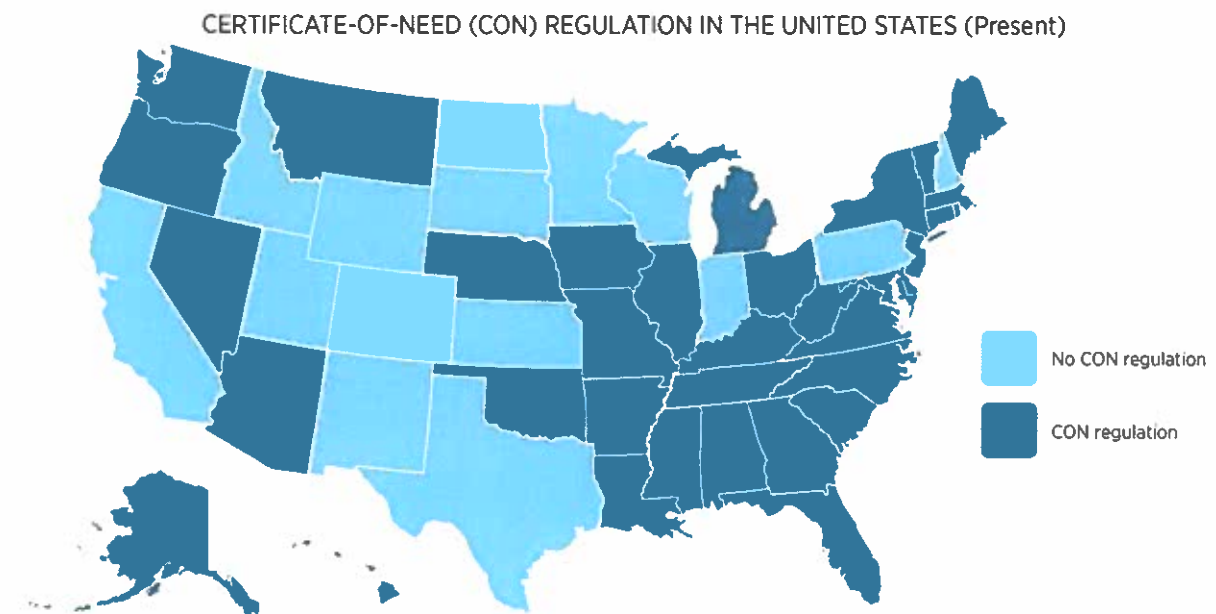 CERTIFICATE-OF-NEED (CON) REGULATION IN THE UNITED STATES (Present)
No CON regulation
CON regulation